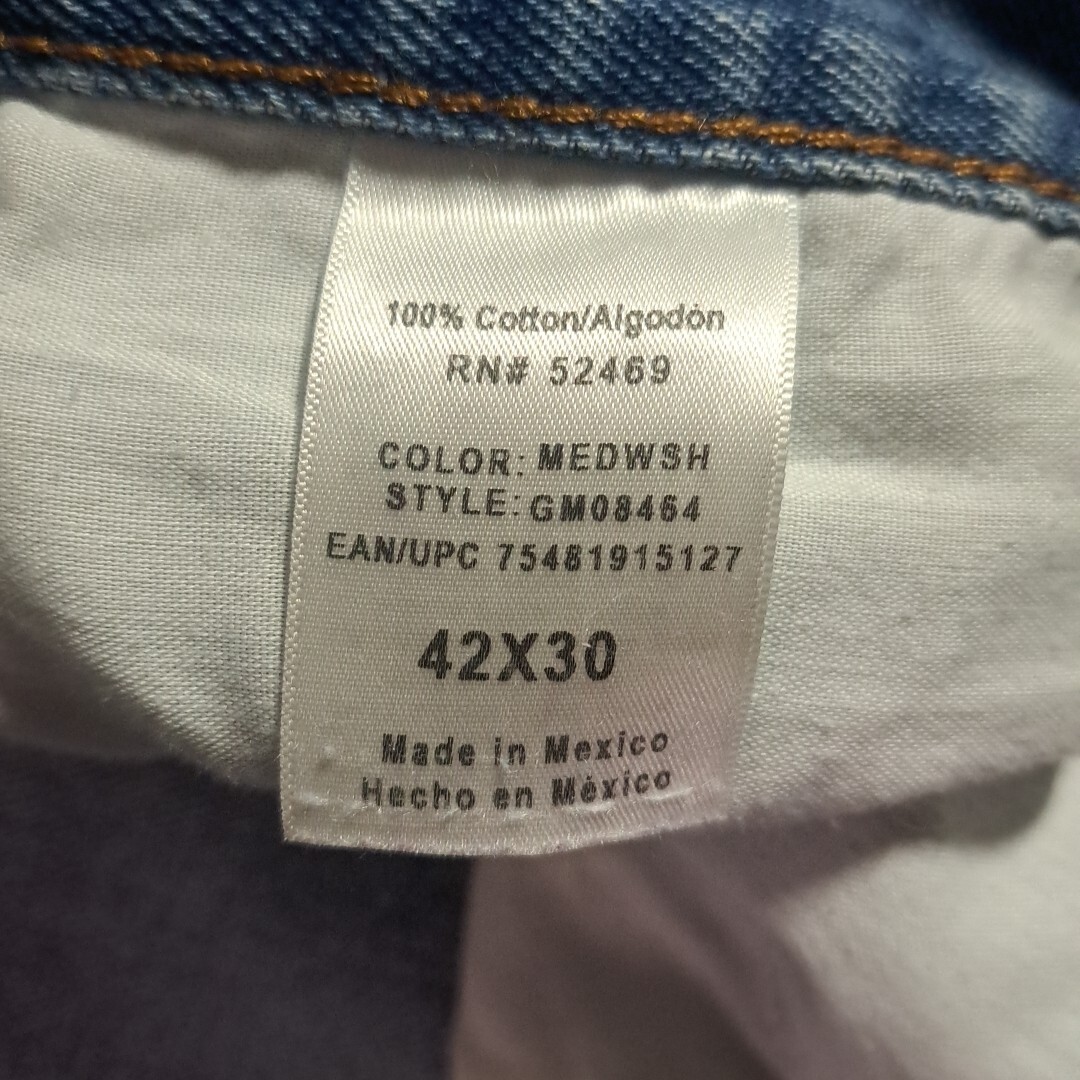 100% Cotton/Algodón
RN# 52469
COLOR: MEDWSH
STYLE: GM08464
EAN/UPC 75481915127
42X30
Made in Mexico
Hecho en México